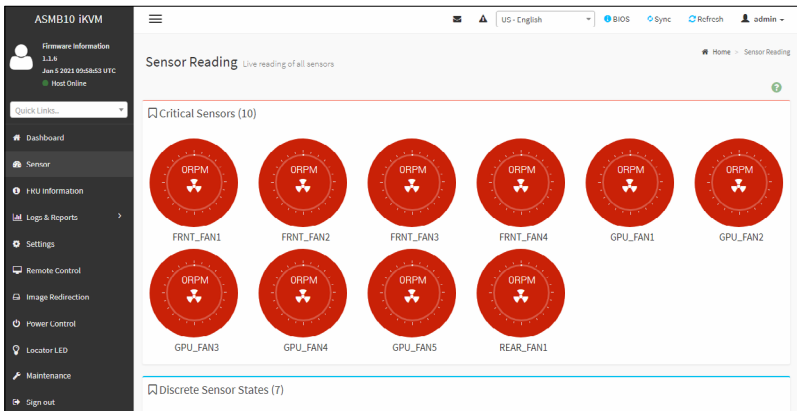 ASMB10 iKVM
US - English
BIOS
Sync
Refresh
admin
Firmware Information
1.1.6
Jan 5 2021 09:58:53 UTC
Host Online
Quick Links...
Dashboard
Sensor
FRU Information
Logs & Reports
Settings
Remote Control
Image Redirection
Power Control
Locator LED
Maintenance
Sign out
Sensor Reading Live reading of all sensors
Home > Sensor Reading
Critical Sensors (10)
0RPM 0RPM 0RPM 0RPM 0RPM 0RPM
FRNT_FAN1 FRNT_FAN2 FRNT_FAN3 FRNT_FAN4 GPU_FAN1 GPU_FAN2
0RPM 0RPM 0RPM 0RPM
GPU_FAN3 GPU_FAN4 GPU_FAN5 REAR_FAN1
Discrete Sensor States (7)